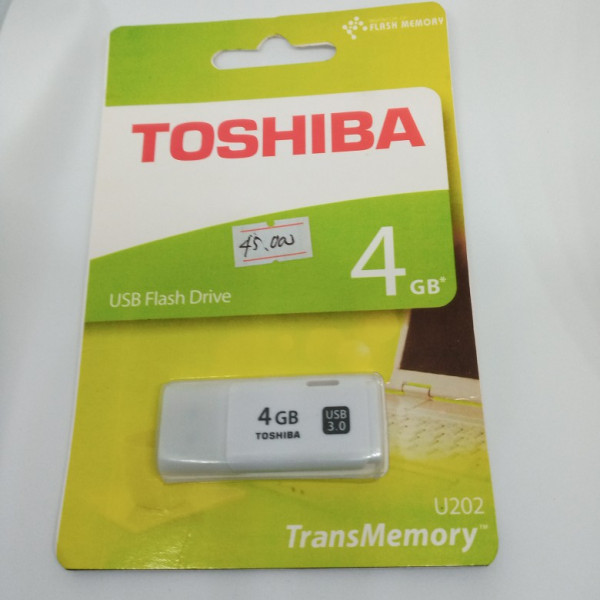 FLASH MEMORY
TOSHIBA
45.000
4 GB*
USB Flash Drive
4 GB
TOSHIBA
USB
3.0
U202
TransMemory™